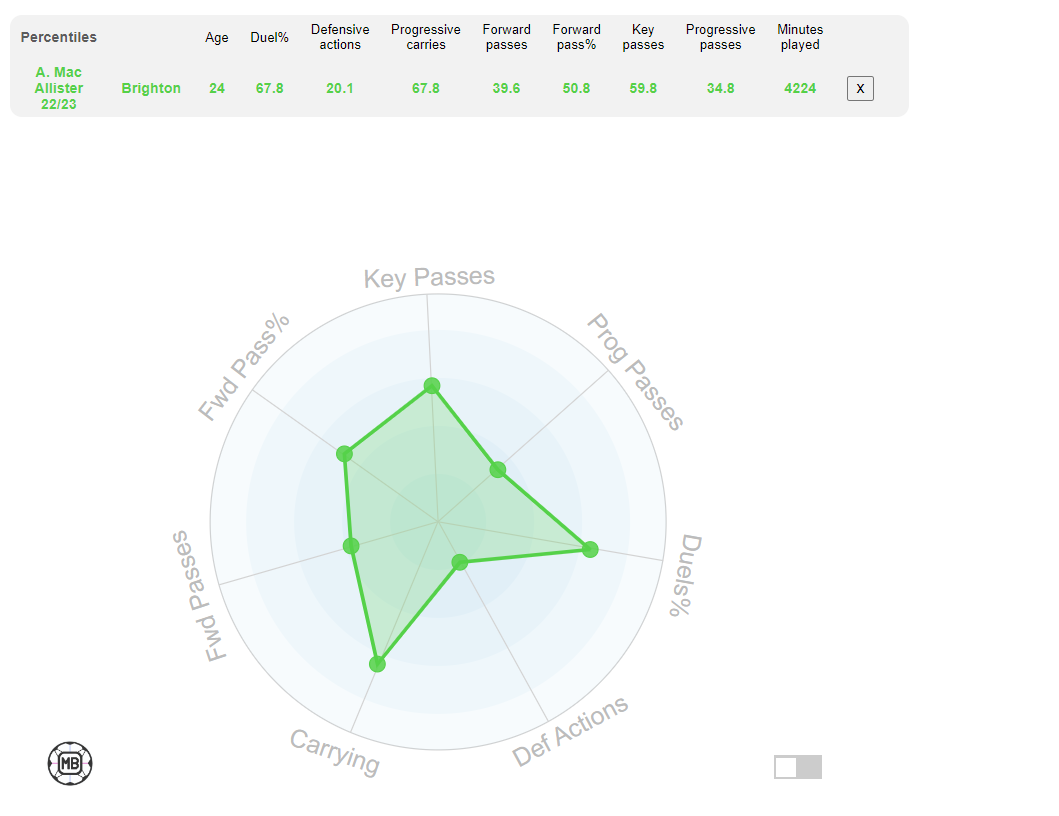 Percentiles
Age
Duel%
Defensive
actions
Progressive
carries
Forward
passes
Forward
pass%
Key
passes
Progressive
passes
Minutes
played
A. Mac
Allister
22/23
Brighton
24
67.8
20.1
67.8
39.6
50.8
59.8
34.8
4224
X
Key Passes
Fwd Pass%
Prog Passes
Fwd Passes
Duels%
Carrying
Def Actions
MB